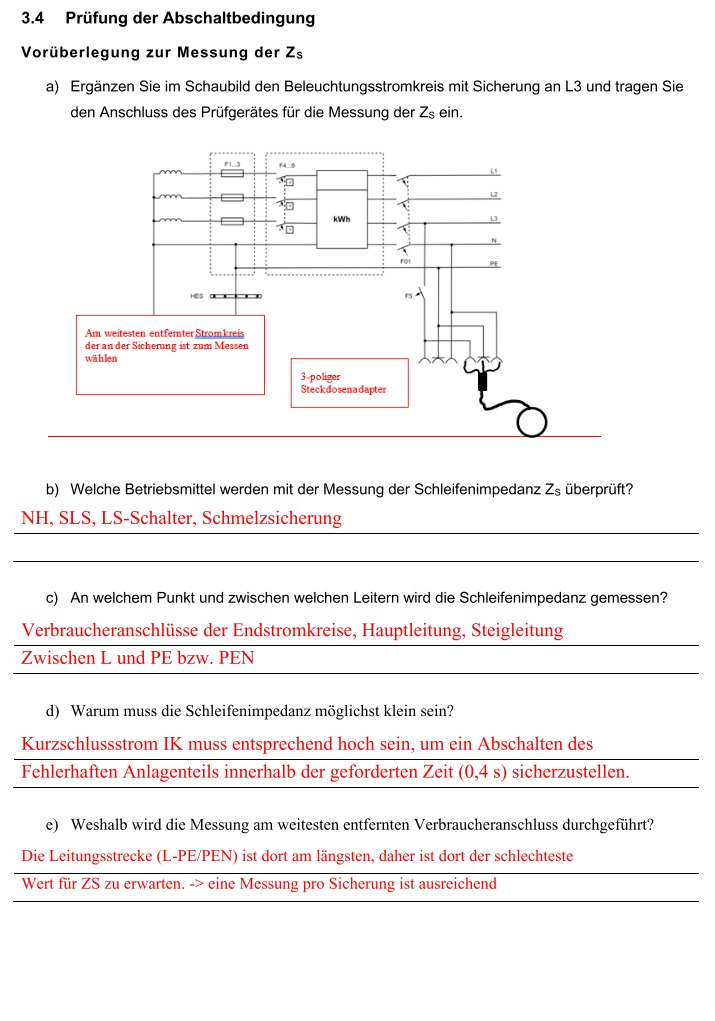 3.4 Prüfung der Abschaltbedingung
Vorüberlegung zur Messung der ZS
a) Ergänzen Sie im Schaubild den Beleuchtungsstromkreis mit Sicherung an L3 und tragen Sie
den Anschluss des Prüfgerätes für die Messung der ZS ein.
F1...3
F4...6
L1
L2
kWh
L3
N
F01
PE
HES
F5
Am weitesten entfernter Stromkreis
der an der Sicherung ist zum Messen
wählen
3-poliger
Steckdosenadapter
b) Welche Betriebsmittel werden mit der Messung der Schleifenimpedanz ZS überprüft?
NH, SLS, LS-Schalter, Schmelzsicherung
c) An welchem Punkt und zwischen welchen Leitern wird die Schleifenimpedanz gemessen?
Verbraucheranschlüsse der Endstromkreise, Hauptleitung, Steigleitung
Zwischen L und PE bzw. PEN
d) Warum muss die Schleifenimpedanz möglichst klein sein?
Kurzschlussstrom IK muss entsprechend hoch sein, um ein Abschalten des
Fehlerhaften Anlagenteils innerhalb der geforderten Zeit (0,4 s) sicherzustellen.
e) Weshalb wird die Messung am weitesten entfernten Verbraucheranschluss durchgeführt?
Die Leitungsstrecke (L-PE/PEN) ist dort am längsten, daher ist dort der schlechteste
Wert für ZS zu erwarten. -> eine Messung pro Sicherung ist ausreichend